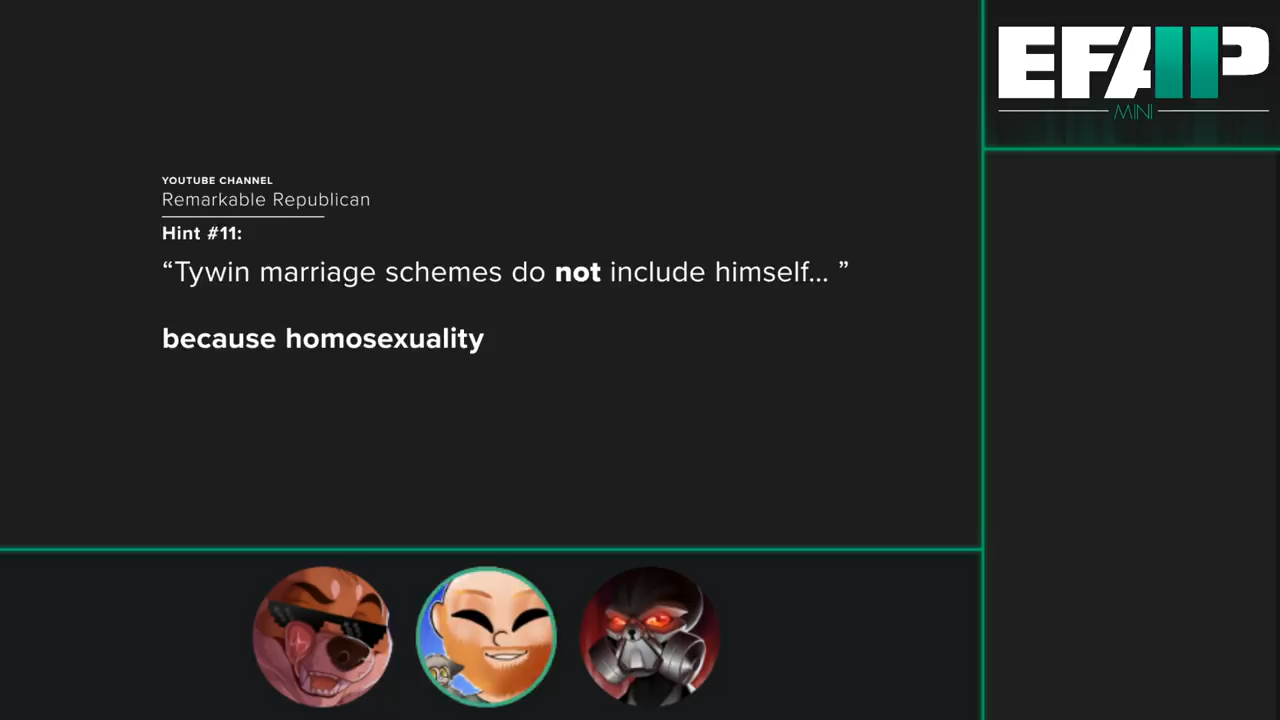 EFAP
MINI
YOUTUBE CHANNEL
Remarkable Republican
Hint #11:
“Tywin marriage schemes do not include himself... ”
because homosexuality